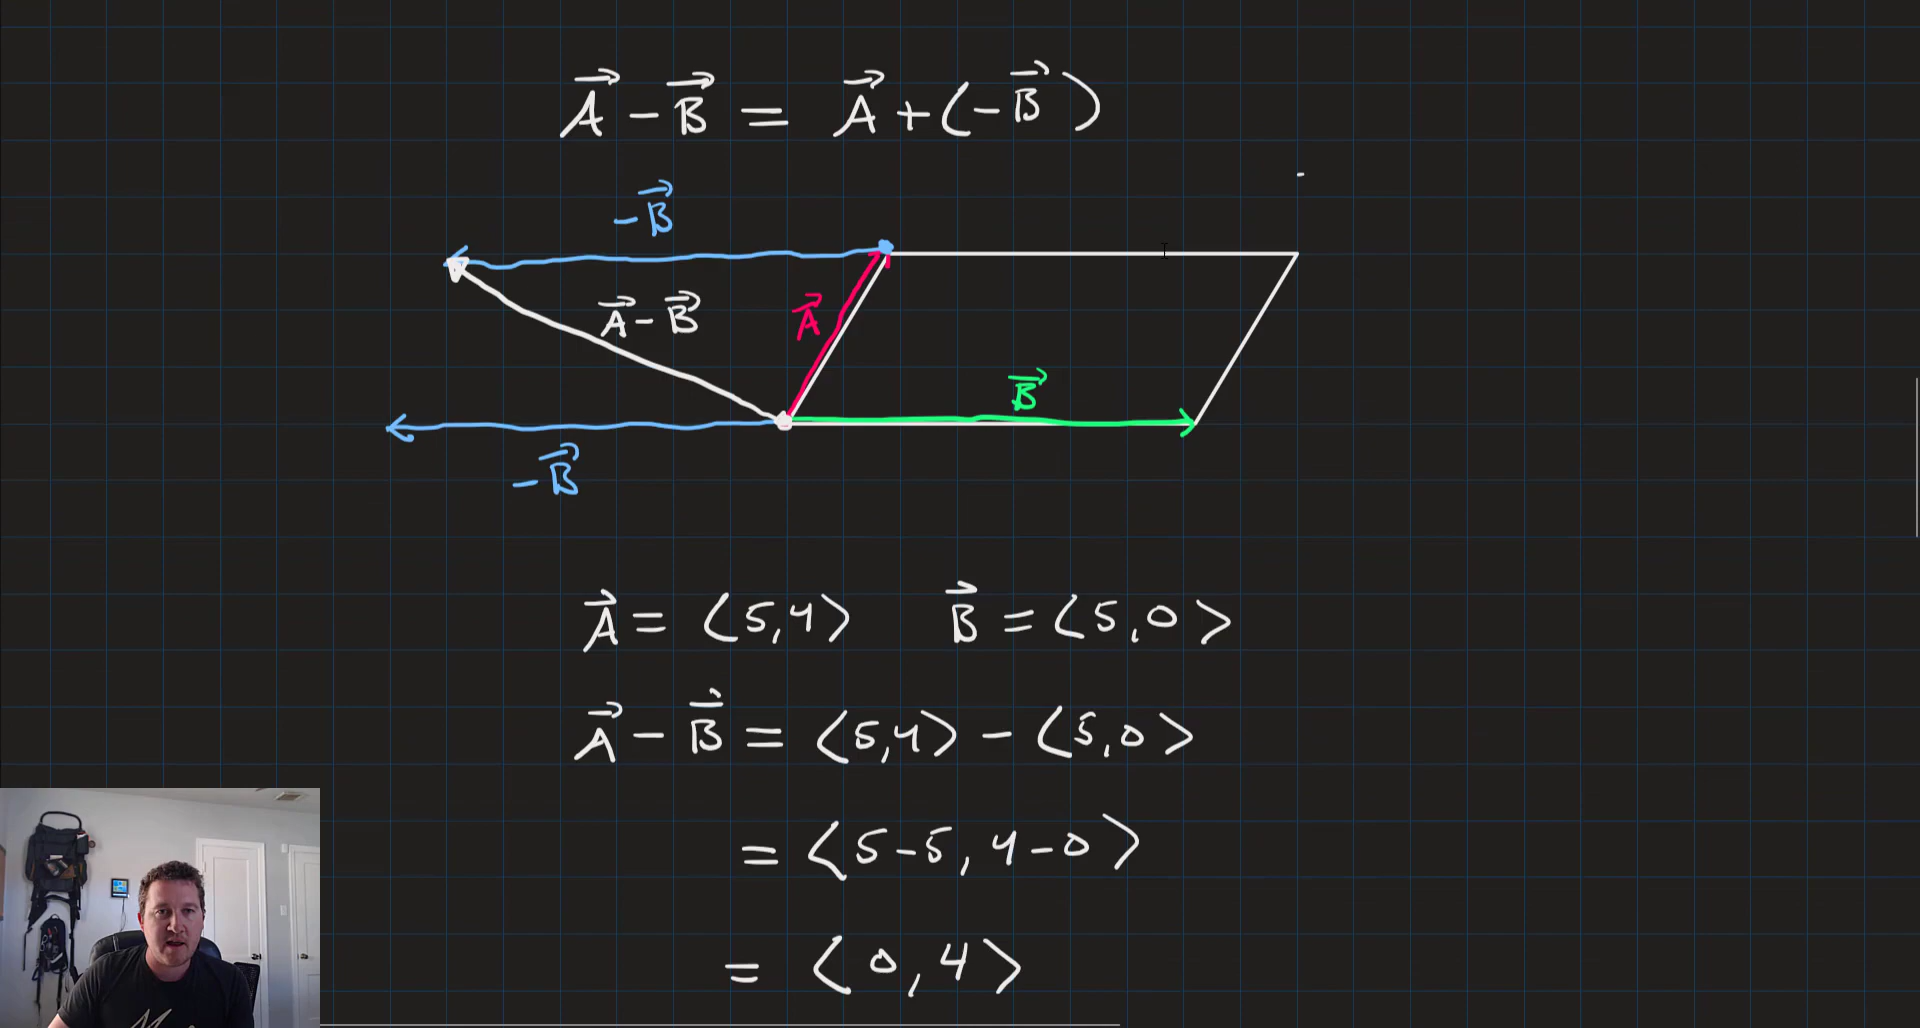 A⃗ − B⃗ = A⃗ + (−B⃗)
−B⃗
A⃗ − B⃗
A⃗
B⃗
−B⃗
A⃗ = ⟨5,4⟩ B⃗ = ⟨5,0⟩
A⃗ − B⃗ = ⟨5,4⟩ − ⟨5,0⟩
= ⟨5−5, 4−0⟩
= ⟨0,4⟩